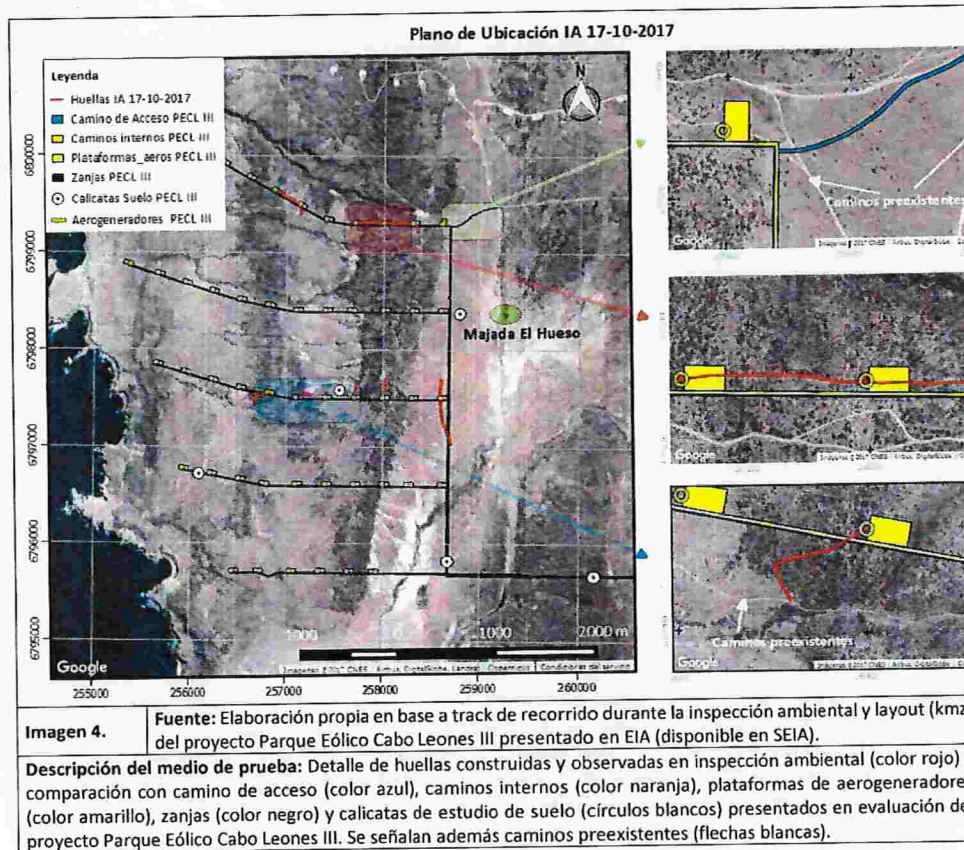 Plano de Ubicación IA 17-10-2017
Leyenda
Huellas IA 17-10-2017
Camino de Acceso PECL III
Caminos internos PECL III
Plataformas_aeros PECL III
Zanjas PECL III
Calicatas Suelo PECL III
Aerogeneradores PECL III
N
6800000
6799000
6798000
6797000
6796000
6795000
Majada El Hueso
1000 0 1000 2000 m
Google
255000 256000 257000 258000 259000 260000
Caminos preexistentes
Google
Google
Caminos preexistentes
Google
Imagen 4.
Fuente: Elaboración propia en base a track de recorrido durante la inspección ambiental y layout (kmz
del proyecto Parque Eólico Cabo Leones III presentado en EIA (disponible en SEIA).
Descripción del medio de prueba: Detalle de huellas construidas y observadas en inspección ambiental (color rojo)
comparación con camino de acceso (color azul), caminos internos (color naranja), plataformas de aerogeneradore
(color amarillo), zanjas (color negro) y calicatas de estudio de suelo (círculos blancos) presentados en evaluación de
proyecto Parque Eólico Cabo Leones III. Se señalan además caminos preexistentes (flechas blancas).